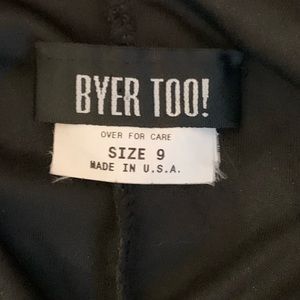 BYER TOO!
OVER FOR CARE
SIZE 9
MADE IN U.S.A.